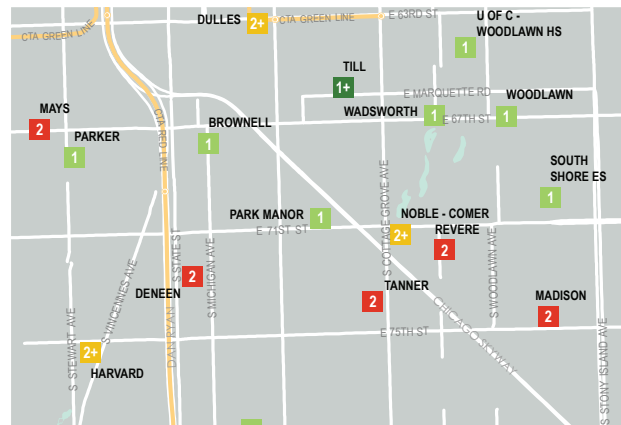 DULLES
2+
CTA GREEN LINE
E 63RD ST
U OF C -
WOODLAWN HS
1
CTA GREEN LINE
TILL
1+
E MARQUETTE RD
WOODLAWN
1
MAYS
2
PARKER
1
CTA RED LINE
BROWNELL
1
WADSWORTH
1
E 67TH ST
SOUTH
SHORE ES
1
PARK MANOR
1
E 71ST ST
S COTTAGE GROVE AVE
NOBLE - COMER
2+
REVERE
2
S STATE ST
S MICHIGAN AVE
S WOODLAWN AVE
DENEEN
2
TANNER
2
MADISON
2
S VINCENNES AVE
S STEWART AVE
DAN RYAN
E 75TH ST
CHICAGO SKYWAY
S STONY ISLAND AVE
2+
HARVARD